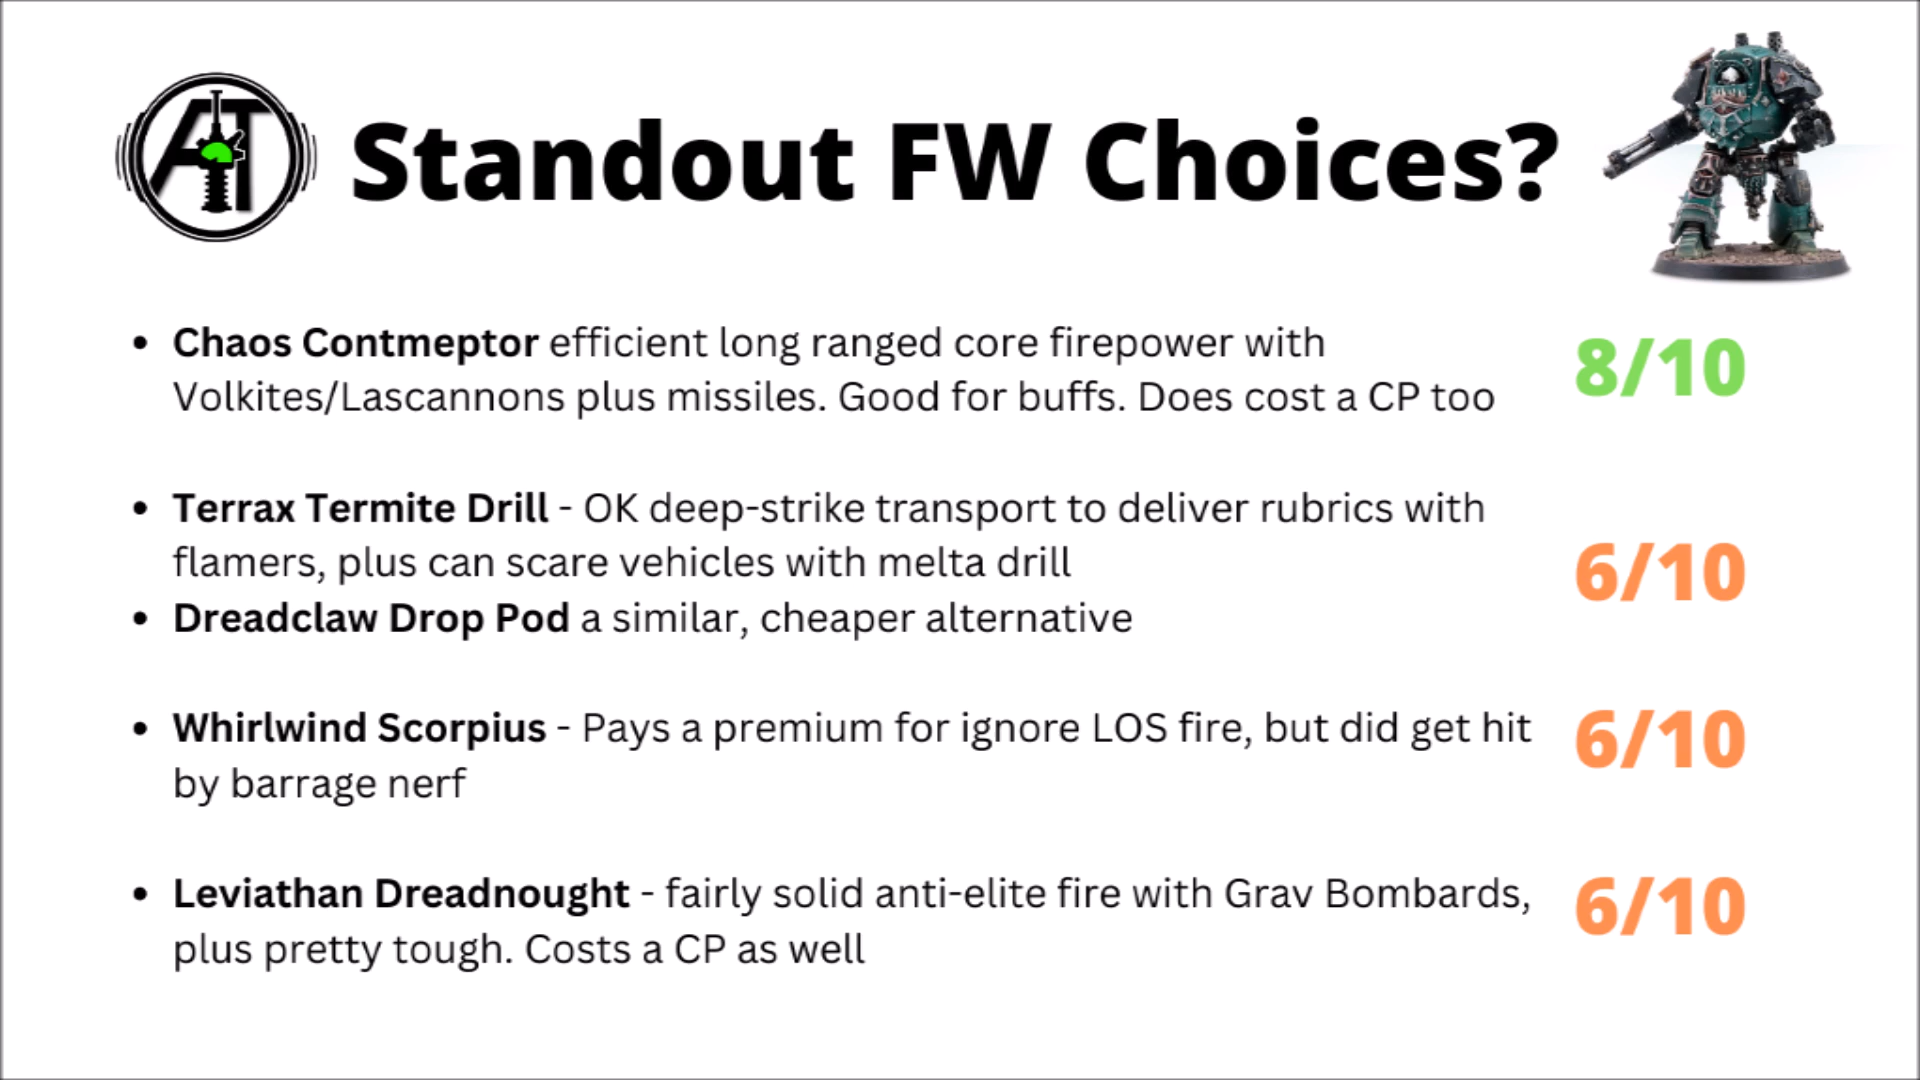 AT
Standout FW Choices?
• Chaos Contmeptor efficient long ranged core firepower with
Volkites/Lascannons plus missiles. Good for buffs. Does cost a CP too
8/10
• Terrax Termite Drill - OK deep-strike transport to deliver rubrics with
flamers, plus can scare vehicles with melta drill
• Dreadclaw Drop Pod a similar, cheaper alternative
6/10
• Whirlwind Scorpius - Pays a premium for ignore LOS fire, but did get hit
by barrage nerf
6/10
• Leviathan Dreadnought - fairly solid anti-elite fire with Grav Bombards,
plus pretty tough. Costs a CP as well
6/10